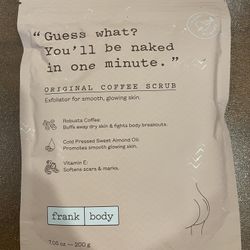 “Guess what?
You’ll be naked
in one minute.”
ORIGINAL COFFEE SCRUB
Exfoliator for smooth, glowing skin.
Robusta Coffee:
Buffs away dry skin & fights body breakouts.
Cold Pressed Sweet Almond Oil:
Promotes smooth, glowing skin.
Vitamin E:
Softens scars & marks.
frank body
7.05 oz — 200 g